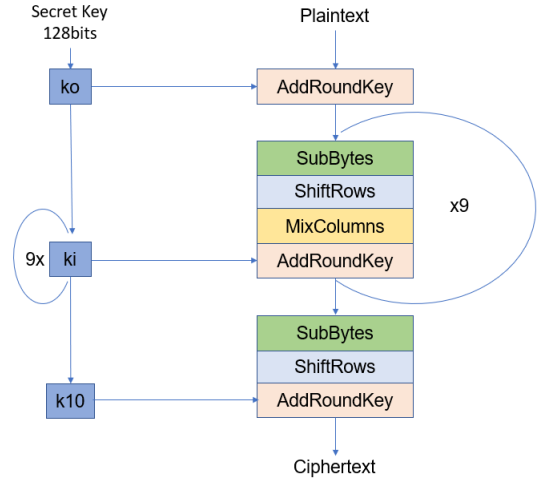 Secret Key
128bits
Plaintext
ko
AddRoundKey
SubBytes
ShiftRows
MixColumns
AddRoundKey
x9
9x
ki
SubBytes
ShiftRows
AddRoundKey
k10
Ciphertext